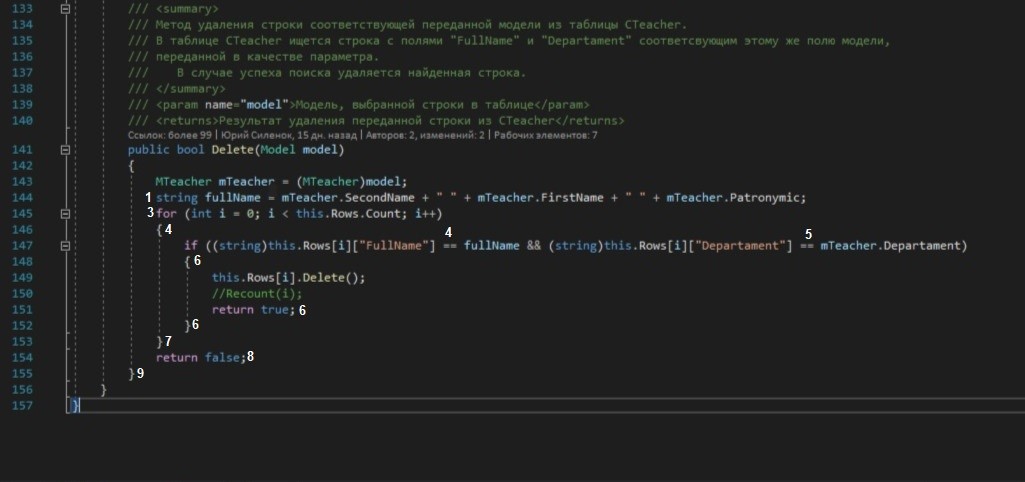 133 /// <summary>
134 /// Метод удаления строки соответствующей переданной модели из таблицы CTeacher.
135 /// В таблице CTeacher ищется строка с полями "FullName" и "Departament" соответсвующим этому же полю модели,
136 /// переданной в качестве параметра.
137 /// В случае успеха поиска удаляется найденная строка.
138 /// </summary>
139 /// <param name="model">Модель, выбранной строки в таблице</param>
140 /// <returns>Результат удаления переданной строки из CTeacher</returns>
Ссылок: более 99 | Юрий Силенок, 15 дн. назад | Авторов: 2, изменений: 2 | Рабочих элементов: 7
141 public bool Delete(Model model)
142 {
143 MTeacher mTeacher = (MTeacher)model;
144 1 string fullName = mTeacher.SecondName + " " + mTeacher.FirstName + " " + mTeacher.Patronymic;
145 3 for (int i = 0; i < this.Rows.Count; i++)
146 { 4 4 5
147 if ((string)this.Rows[i]["FullName"] == fullName && (string)this.Rows[i]["Departament"] == mTeacher.Departament)
148 { 6
149 this.Rows[i].Delete();
150 //Recount(i);
151 return true; 6
152 } 6
153 } 7
154 return false; 8
155 } 9
156 }
157 }